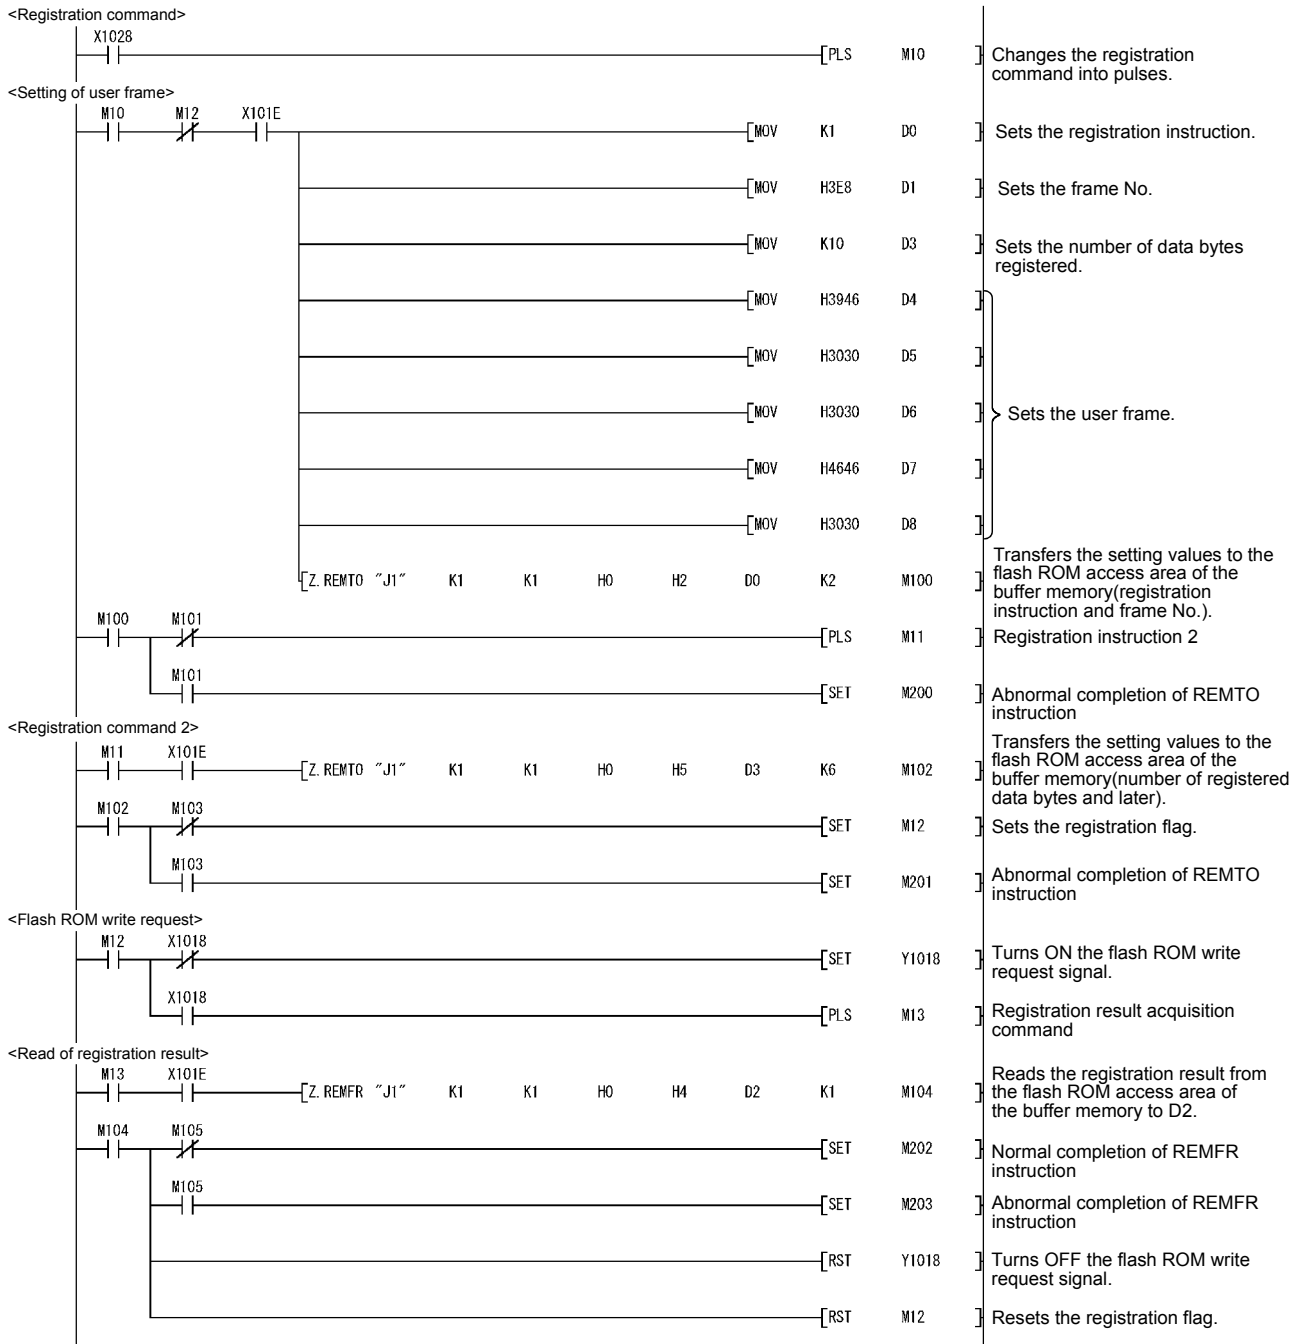 <Registration command>
X1028
[PLS M10 ] Changes the registration
command into pulses.
<Setting of user frame>
M10 M12 X101E
[MOV K1 D0 ] Sets the registration instruction.
[MOV H3E8 D1 ] Sets the frame No.
[MOV K10 D3 ] Sets the number of data bytes
registered.
[MOV H3946 D4 ]
[MOV H3030 D5 ]
[MOV H3030 D6 ] Sets the user frame.
[MOV H4646 D7 ]
[MOV H3030 D8 ]
Transfers the setting values to the
flash ROM access area of the
[Z.REMTO "J1" K1 K1 H0 H2 D0 K2 M100 ] buffer memory(registration
instruction and frame No.).
M100 M101
[PLS M11 ] Registration instruction 2
M101
[SET M200 ] Abnormal completion of REMTO
instruction
<Registration command 2>
M11 X101E
Transfers the setting values to the
flash ROM access area of the
[Z.REMTO "J1" K1 K1 H0 H5 D3 K6 M102 ] buffer memory(number of registered
data bytes and later).
M102 M103
[SET M12 ] Sets the registration flag.
M103
[SET M201 ] Abnormal completion of REMTO
instruction
<Flash ROM write request>
M12 X1018
[SET Y1018 ] Turns ON the flash ROM write
request signal.
X1018
[PLS M13 ] Registration result acquisition
command
<Read of registration result>
M13 X101E
Reads the registration result from
[Z.REMFR "J1" K1 K1 H0 H4 D2 K1 M104 ] the flash ROM access area of
the buffer memory to D2.
M104 M105
[SET M202 ] Normal completion of REMFR
instruction
M105
[SET M203 ] Abnormal completion of REMFR
instruction
[RST Y1018 ] Turns OFF the flash ROM write
request signal.
[RST M12 ] Resets the registration flag.